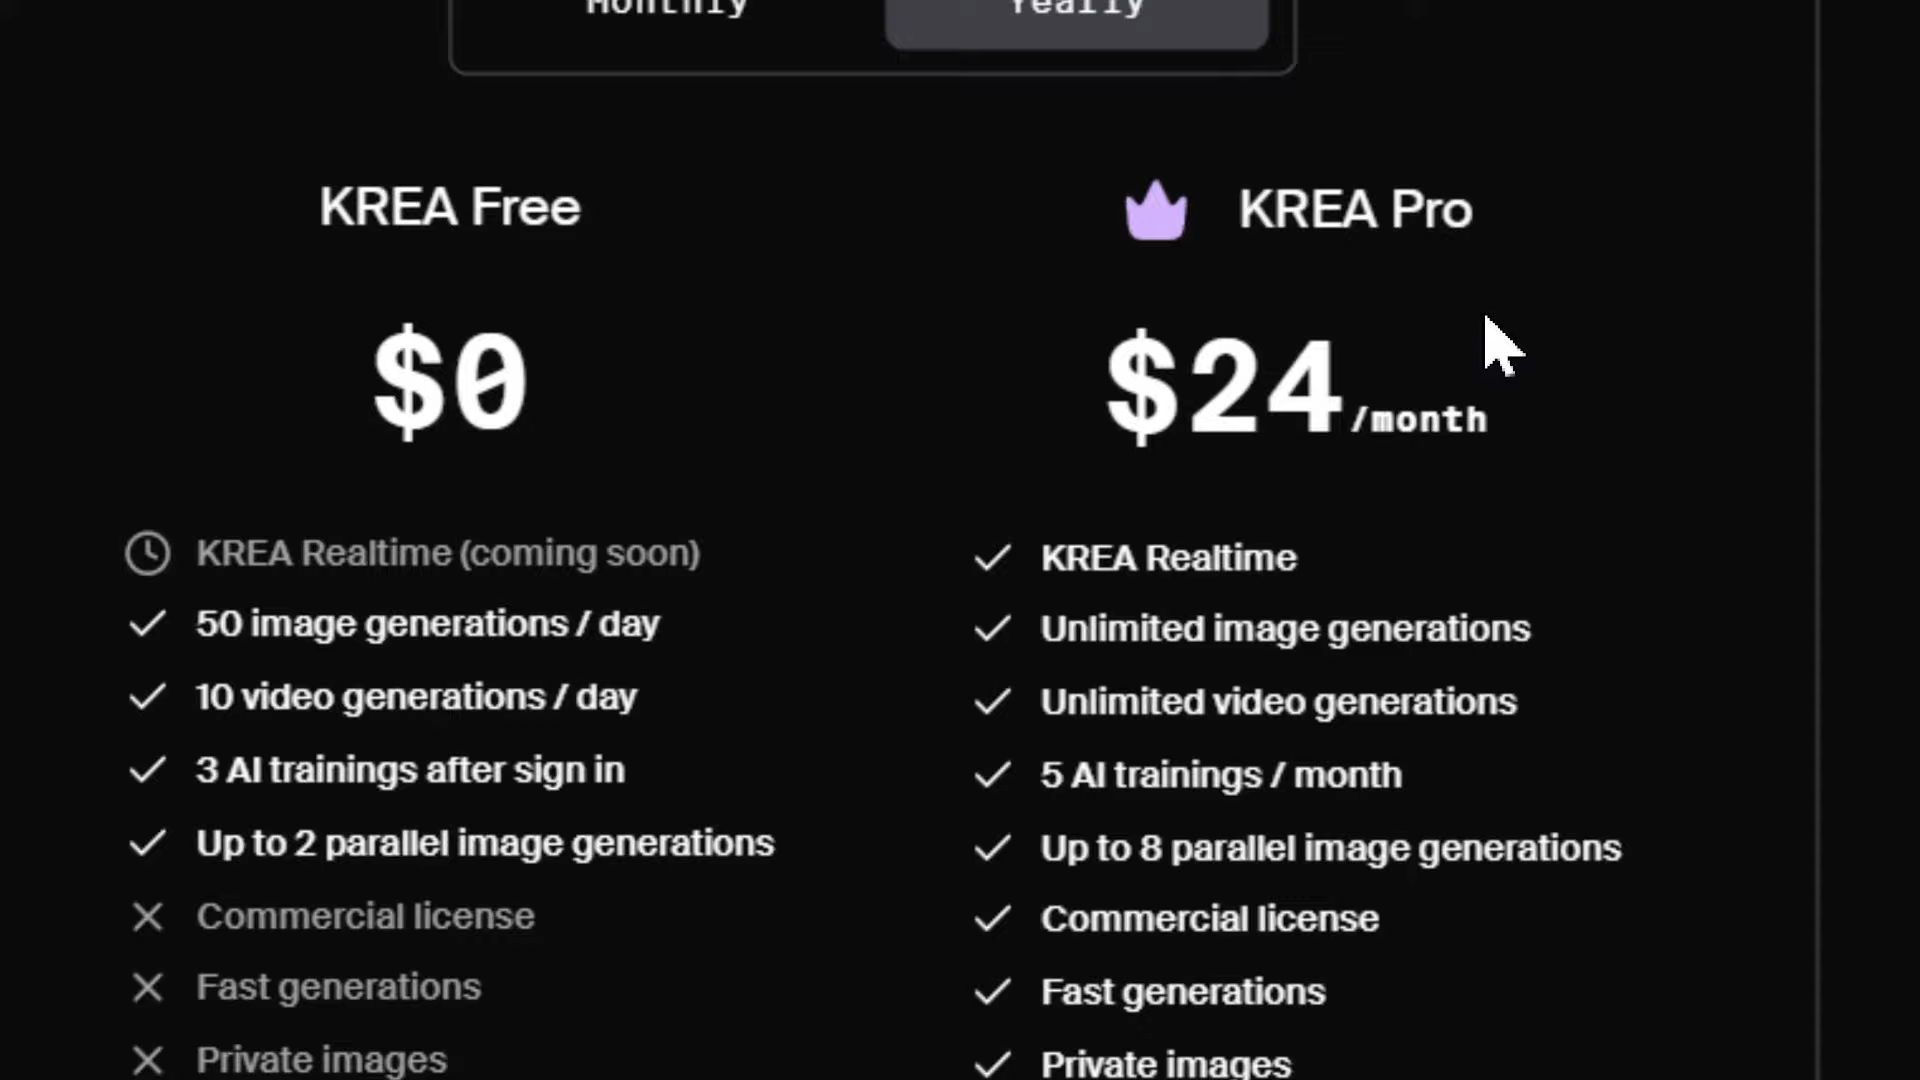 Monthly
Yearly
KREA Free
$0
KREA Realtime (coming soon)
50 image generations / day
10 video generations / day
3 AI trainings after sign in
Up to 2 parallel image generations
Commercial license
Fast generations
Private images
KREA Pro
$24/month
KREA Realtime
Unlimited image generations
Unlimited video generations
5 AI trainings / month
Up to 8 parallel image generations
Commercial license
Fast generations
Private images